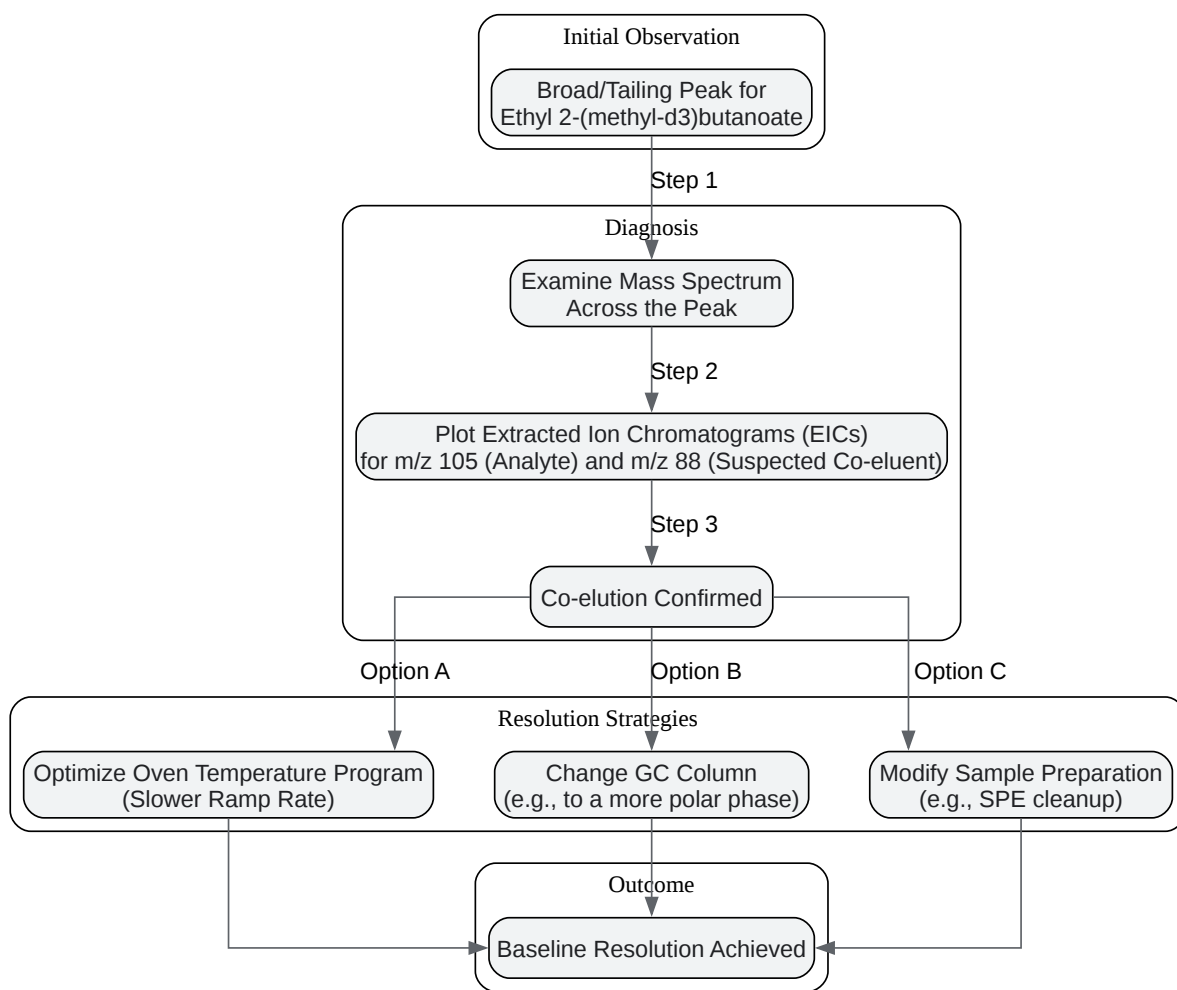 Initial Observation
Broad/Tailing Peak for
Ethyl 2-(methyl-d3)butanoate
Step 1
Diagnosis
Examine Mass Spectrum
Across the Peak
Step 2
Plot Extracted Ion Chromatograms (EICs)
for m/z 105 (Analyte) and m/z 88 (Suspected Co-eluent)
Step 3
Co-elution Confirmed
Option A
Option B
Option C
Resolution Strategies
Optimize Oven Temperature Program
(Slower Ramp Rate)
Change GC Column
(e.g., to a more polar phase)
Modify Sample Preparation
(e.g., SPE cleanup)
Outcome
Baseline Resolution Achieved